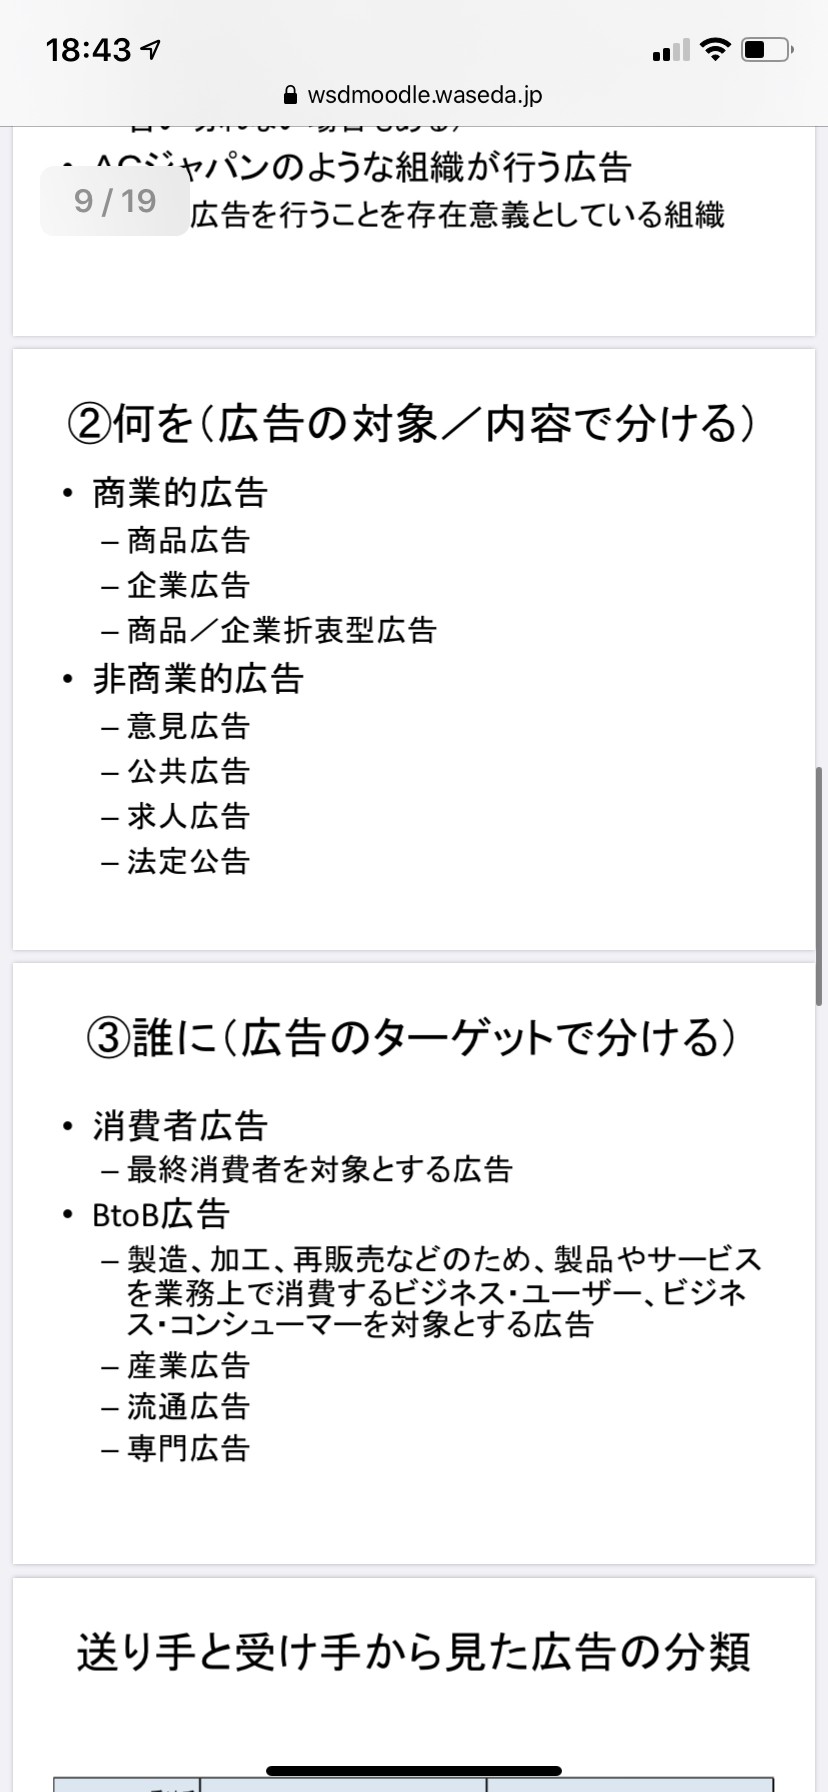 18:43
wsdmoodle.waseda.jp
ACジャパンのような組織が行う広告
9 / 19
広告を行うことを存在意義としている組織
②何を（広告の対象／内容で分ける）
• 商業的広告
– 商品広告
– 企業広告
– 商品／企業折衷型広告
• 非商業的広告
– 意見広告
– 公共広告
– 求人広告
– 法定公告
③誰に（広告のターゲットで分ける）
• 消費者広告
– 最終消費者を対象とする広告
• BtoB広告
– 製造、加工、再販売などのため、製品やサービス
を業務上で消費するビジネス・ユーザー、ビジネ
ス・コンシューマーを対象とする広告
– 産業広告
– 流通広告
– 専門広告
送り手と受け手から見た広告の分類